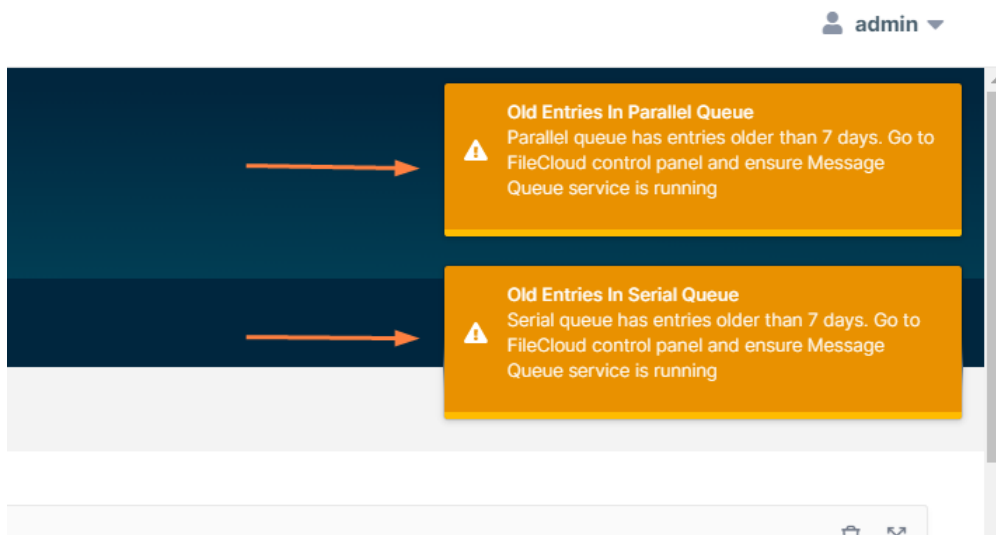 admin
Old Entries In Parallel Queue
Parallel queue has entries older than 7 days. Go to
FileCloud control panel and ensure Message
Queue service is running
Old Entries In Serial Queue
Serial queue has entries older than 7 days. Go to
FileCloud control panel and ensure Message
Queue service is running